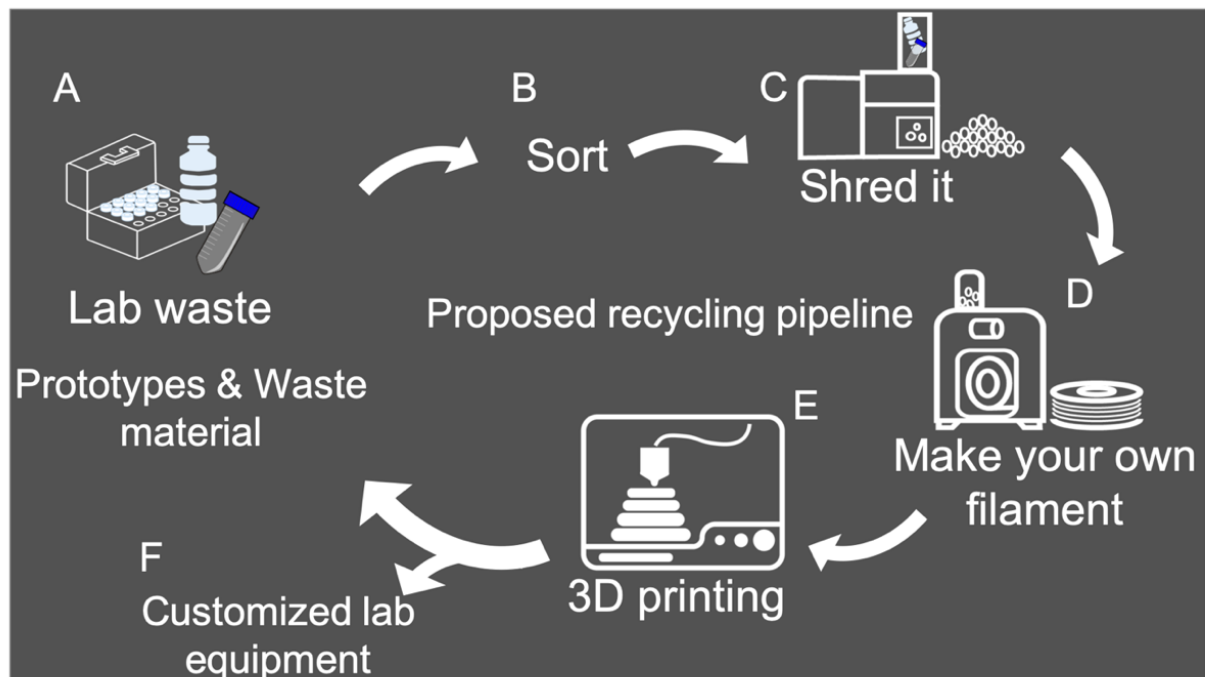 A
Lab waste
Prototypes & Waste
material
B
Sort
C
Shred it
Proposed recycling pipeline
D
Make your own
filament
E
3D printing
F
Customized lab
equipment